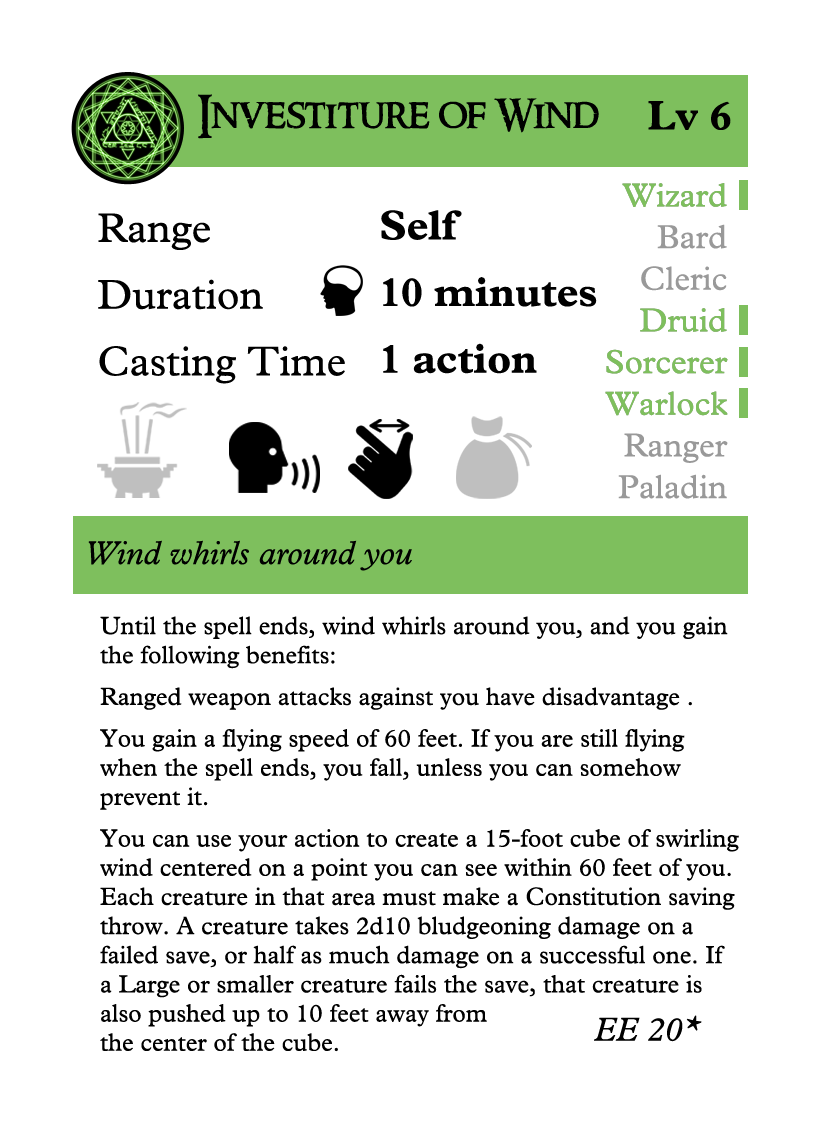 Investiture of Wind Lv 6
Wizard
Bard
Cleric
Druid
Sorcerer
Warlock
Ranger
Paladin
Range Self
Duration 10 minutes
Casting Time 1 action
Wind whirls around you
Until the spell ends, wind whirls around you, and you gain
the following benefits:
Ranged weapon attacks against you have disadvantage .
You gain a flying speed of 60 feet. If you are still flying
when the spell ends, you fall, unless you can somehow
prevent it.
You can use your action to create a 15-foot cube of swirling
wind centered on a point you can see within 60 feet of you.
Each creature in that area must make a Constitution saving
throw. A creature takes 2d10 bludgeoning damage on a
failed save, or half as much damage on a successful one. If
a Large or smaller creature fails the save, that creature is
also pushed up to 10 feet away from
the center of the cube.
EE 20*